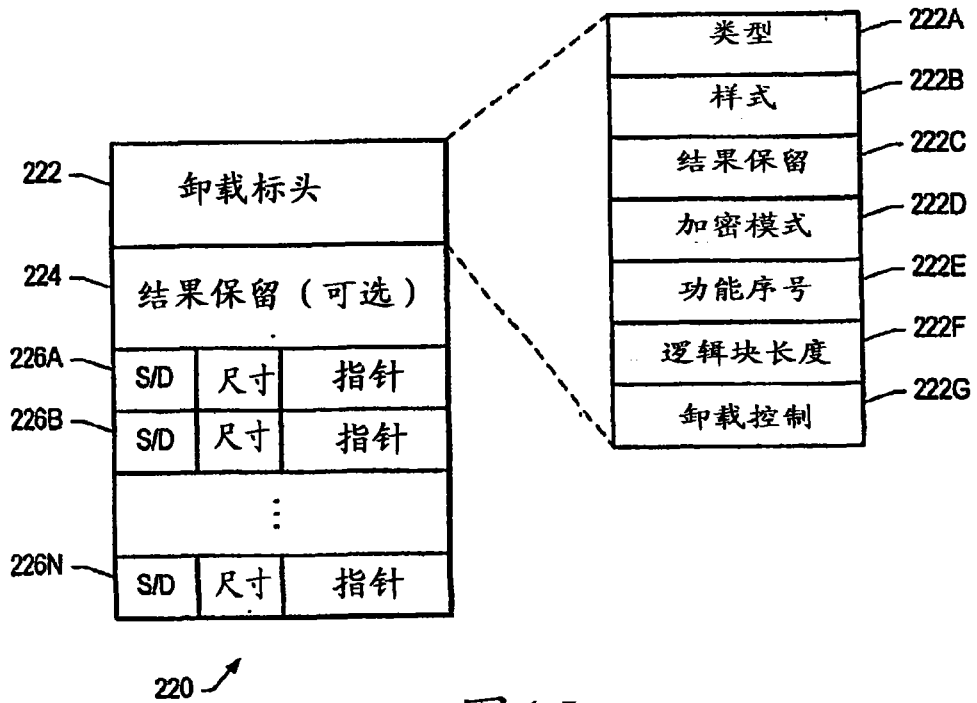 222 卸载标头
224 结果保留（可选）
226A S/D 尺寸 指针
226B S/D 尺寸 指针
⋮
226N S/D 尺寸 指针
220
类型 222A
样式 222B
结果保留 222C
加密模式 222D
功能序号 222E
逻辑块长度 222F
卸载控制 222G